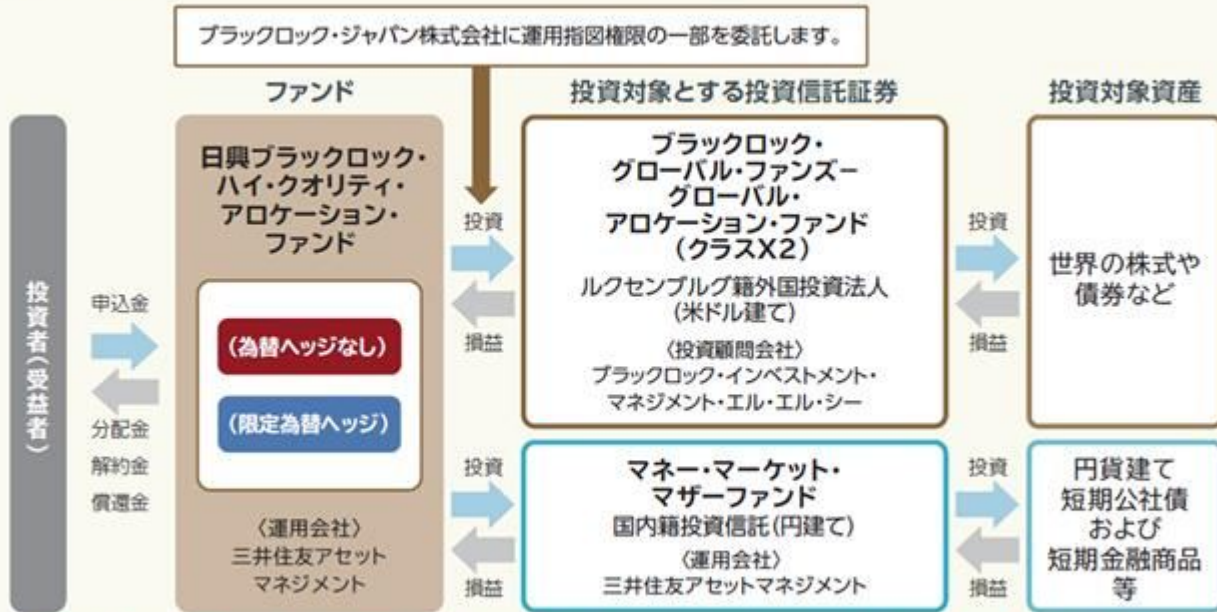 ブラックロック・ジャパン株式会社に運用指図権限の一部を委託します。
ファンド
投資対象とする投資信託証券
投資対象資産
投資者(受益者)
申込金
分配金
解約金
償還金
日興ブラックロック・
ハイ・クオリティ・
アロケーション・
ファンド
(為替ヘッジなし)
(限定為替ヘッジ)
〈運用会社〉
三井住友アセット
マネジメント
投資
損益
ブラックロック・
グローバル・ファンズー
グローバル・
アロケーション・ファンド
(クラスX2)
ルクセンブルグ籍外国投資法人
(米ドル建て)
〈投資顧問会社〉
ブラックロック・インベストメント・
マネジメント・エル・エル・シー
投資
損益
世界の株式や
債券など
投資
損益
マネー・マーケット・
マザーファンド
国内籍投資信託(円建て)
〈運用会社〉
三井住友アセットマネジメント
投資
損益
円貨建て
短期公社債
および
短期金融商品
等